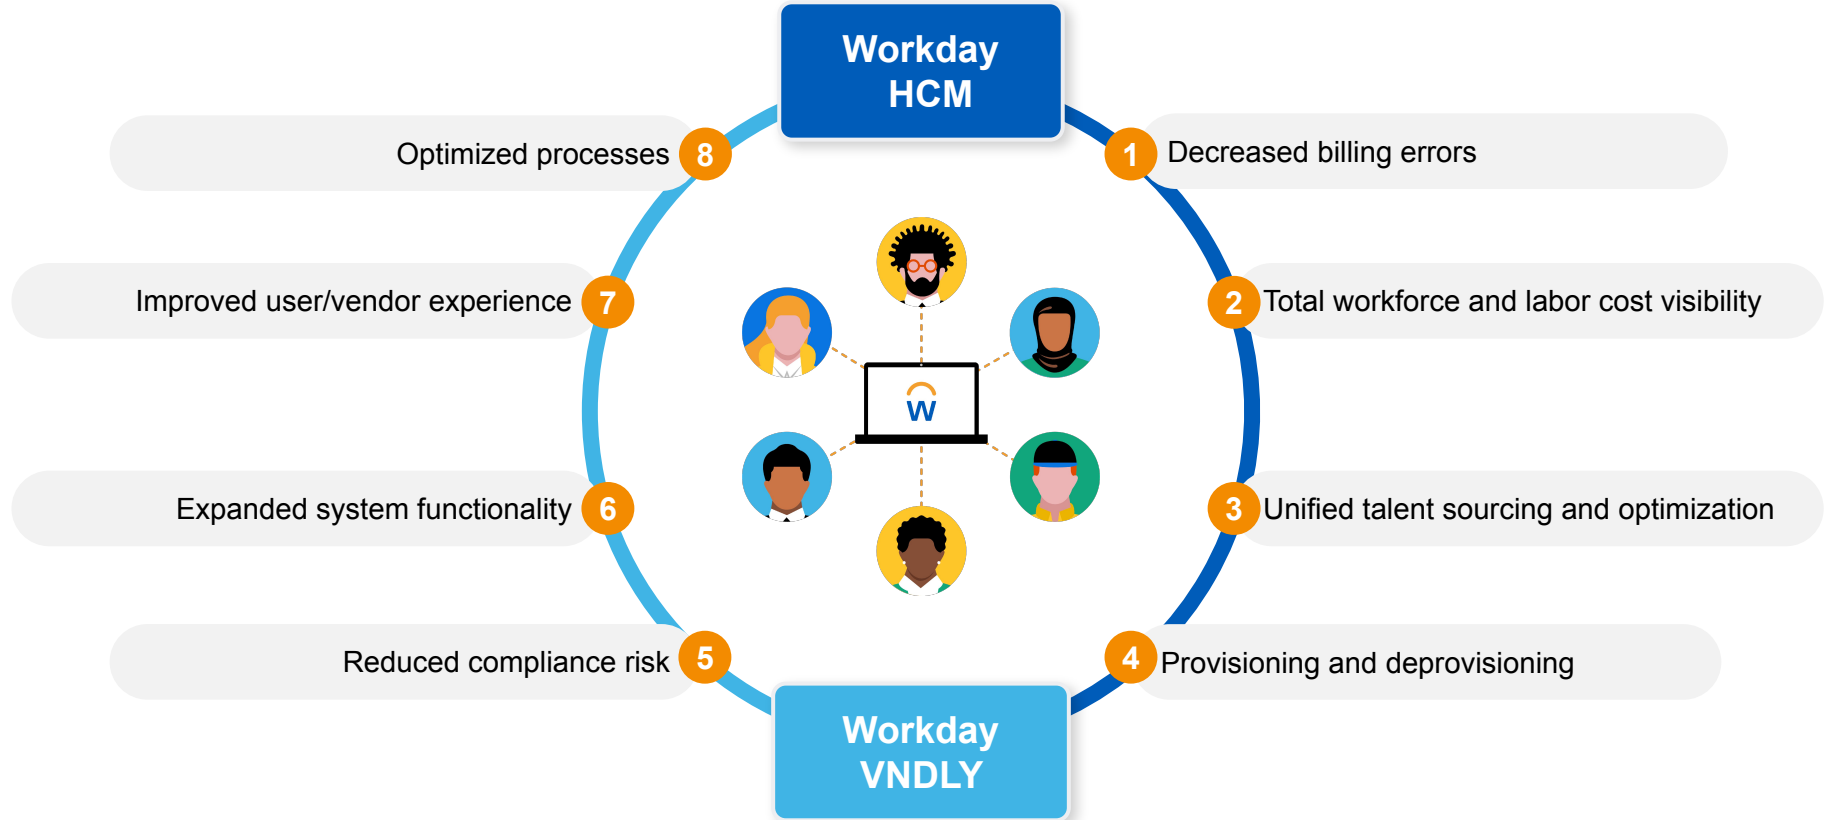 Workday
HCM
1 Decreased billing errors
2 Total workforce and labor cost visibility
3 Unified talent sourcing and optimization
4 Provisioning and deprovisioning
Reduced compliance risk 5
Expanded system functionality 6
Improved user/vendor experience 7
Optimized processes 8
w
Workday
VNDLY